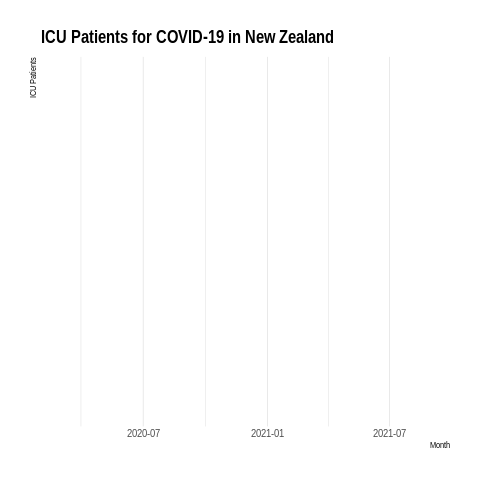 ICU Patients for COVID-19 in New Zealand
ICU Patients
2020-07
2021-01
2021-07
Month